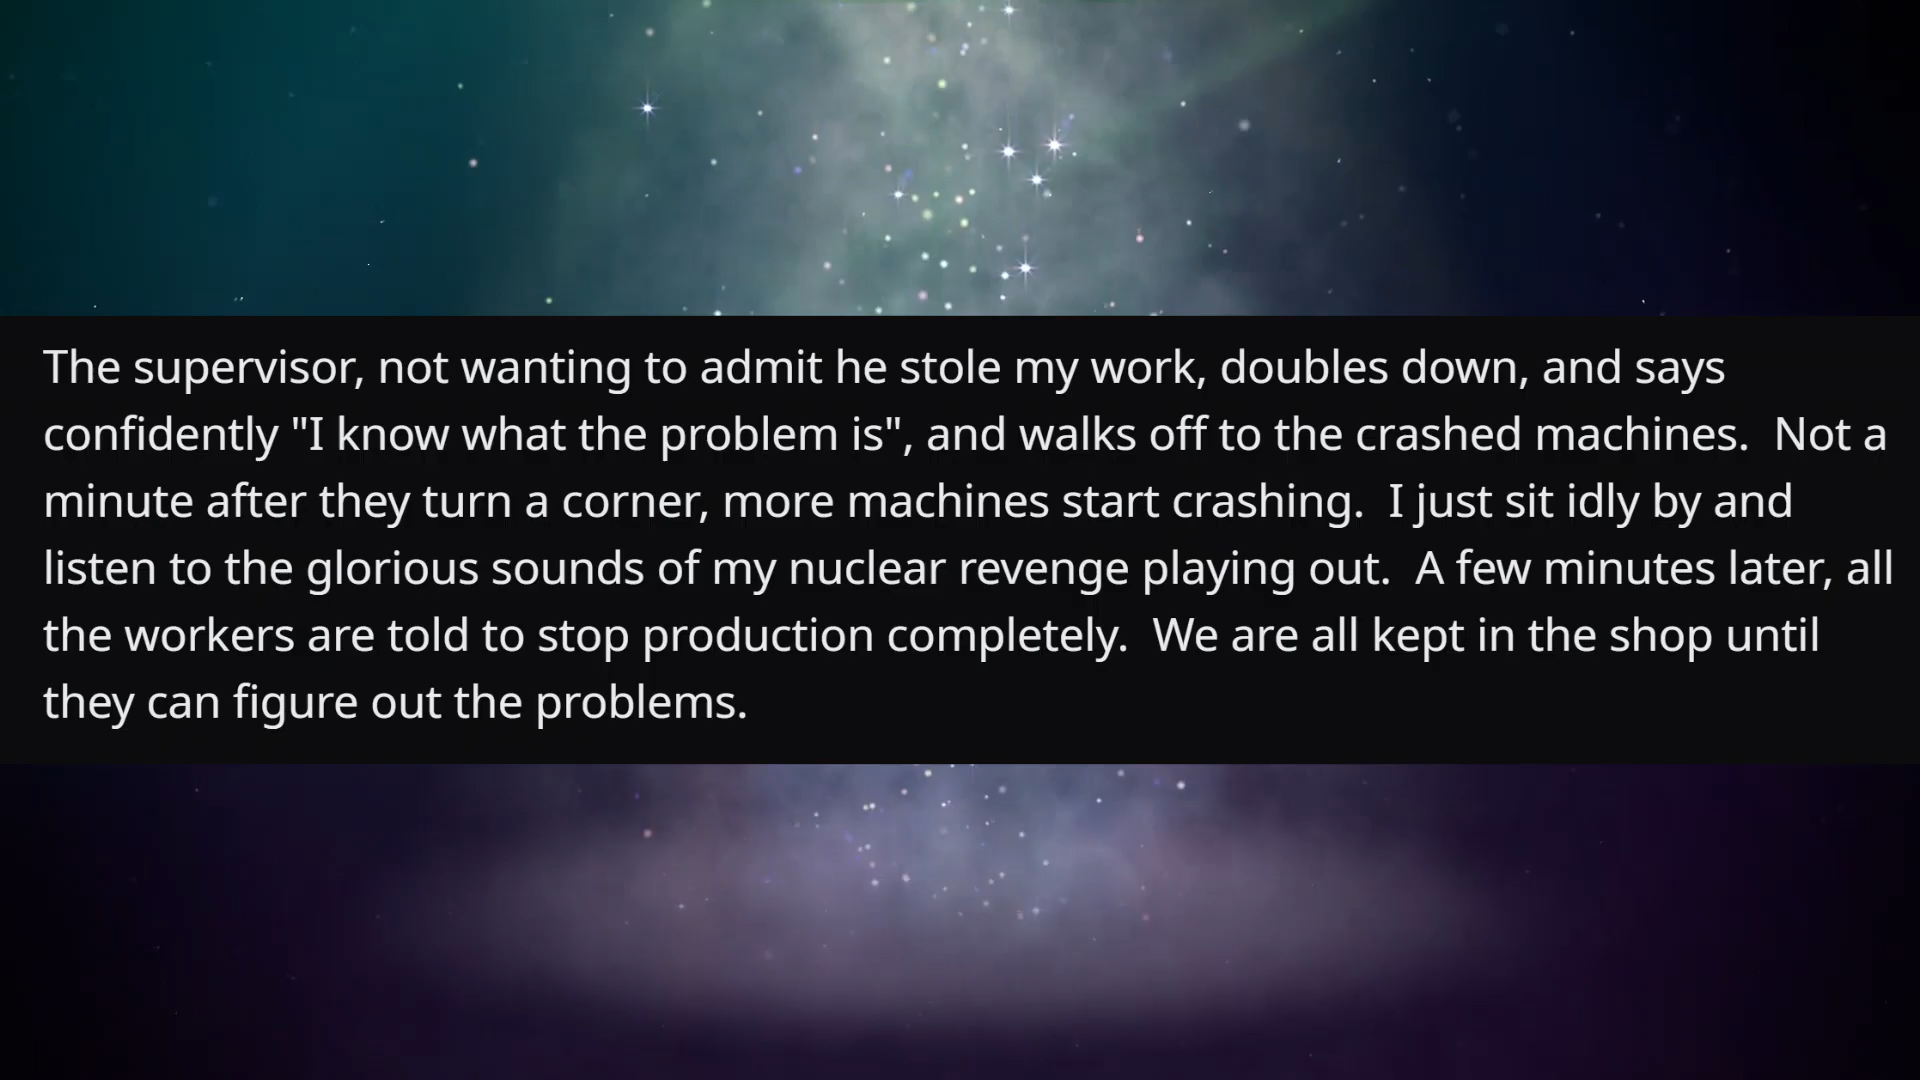 The supervisor, not wanting to admit he stole my work, doubles down, and says
confidently "I know what the problem is", and walks off to the crashed machines.  Not a
minute after they turn a corner, more machines start crashing.  I just sit idly by and
listen to the glorious sounds of my nuclear revenge playing out.  A few minutes later, all
the workers are told to stop production completely.  We are all kept in the shop until
they can figure out the problems.